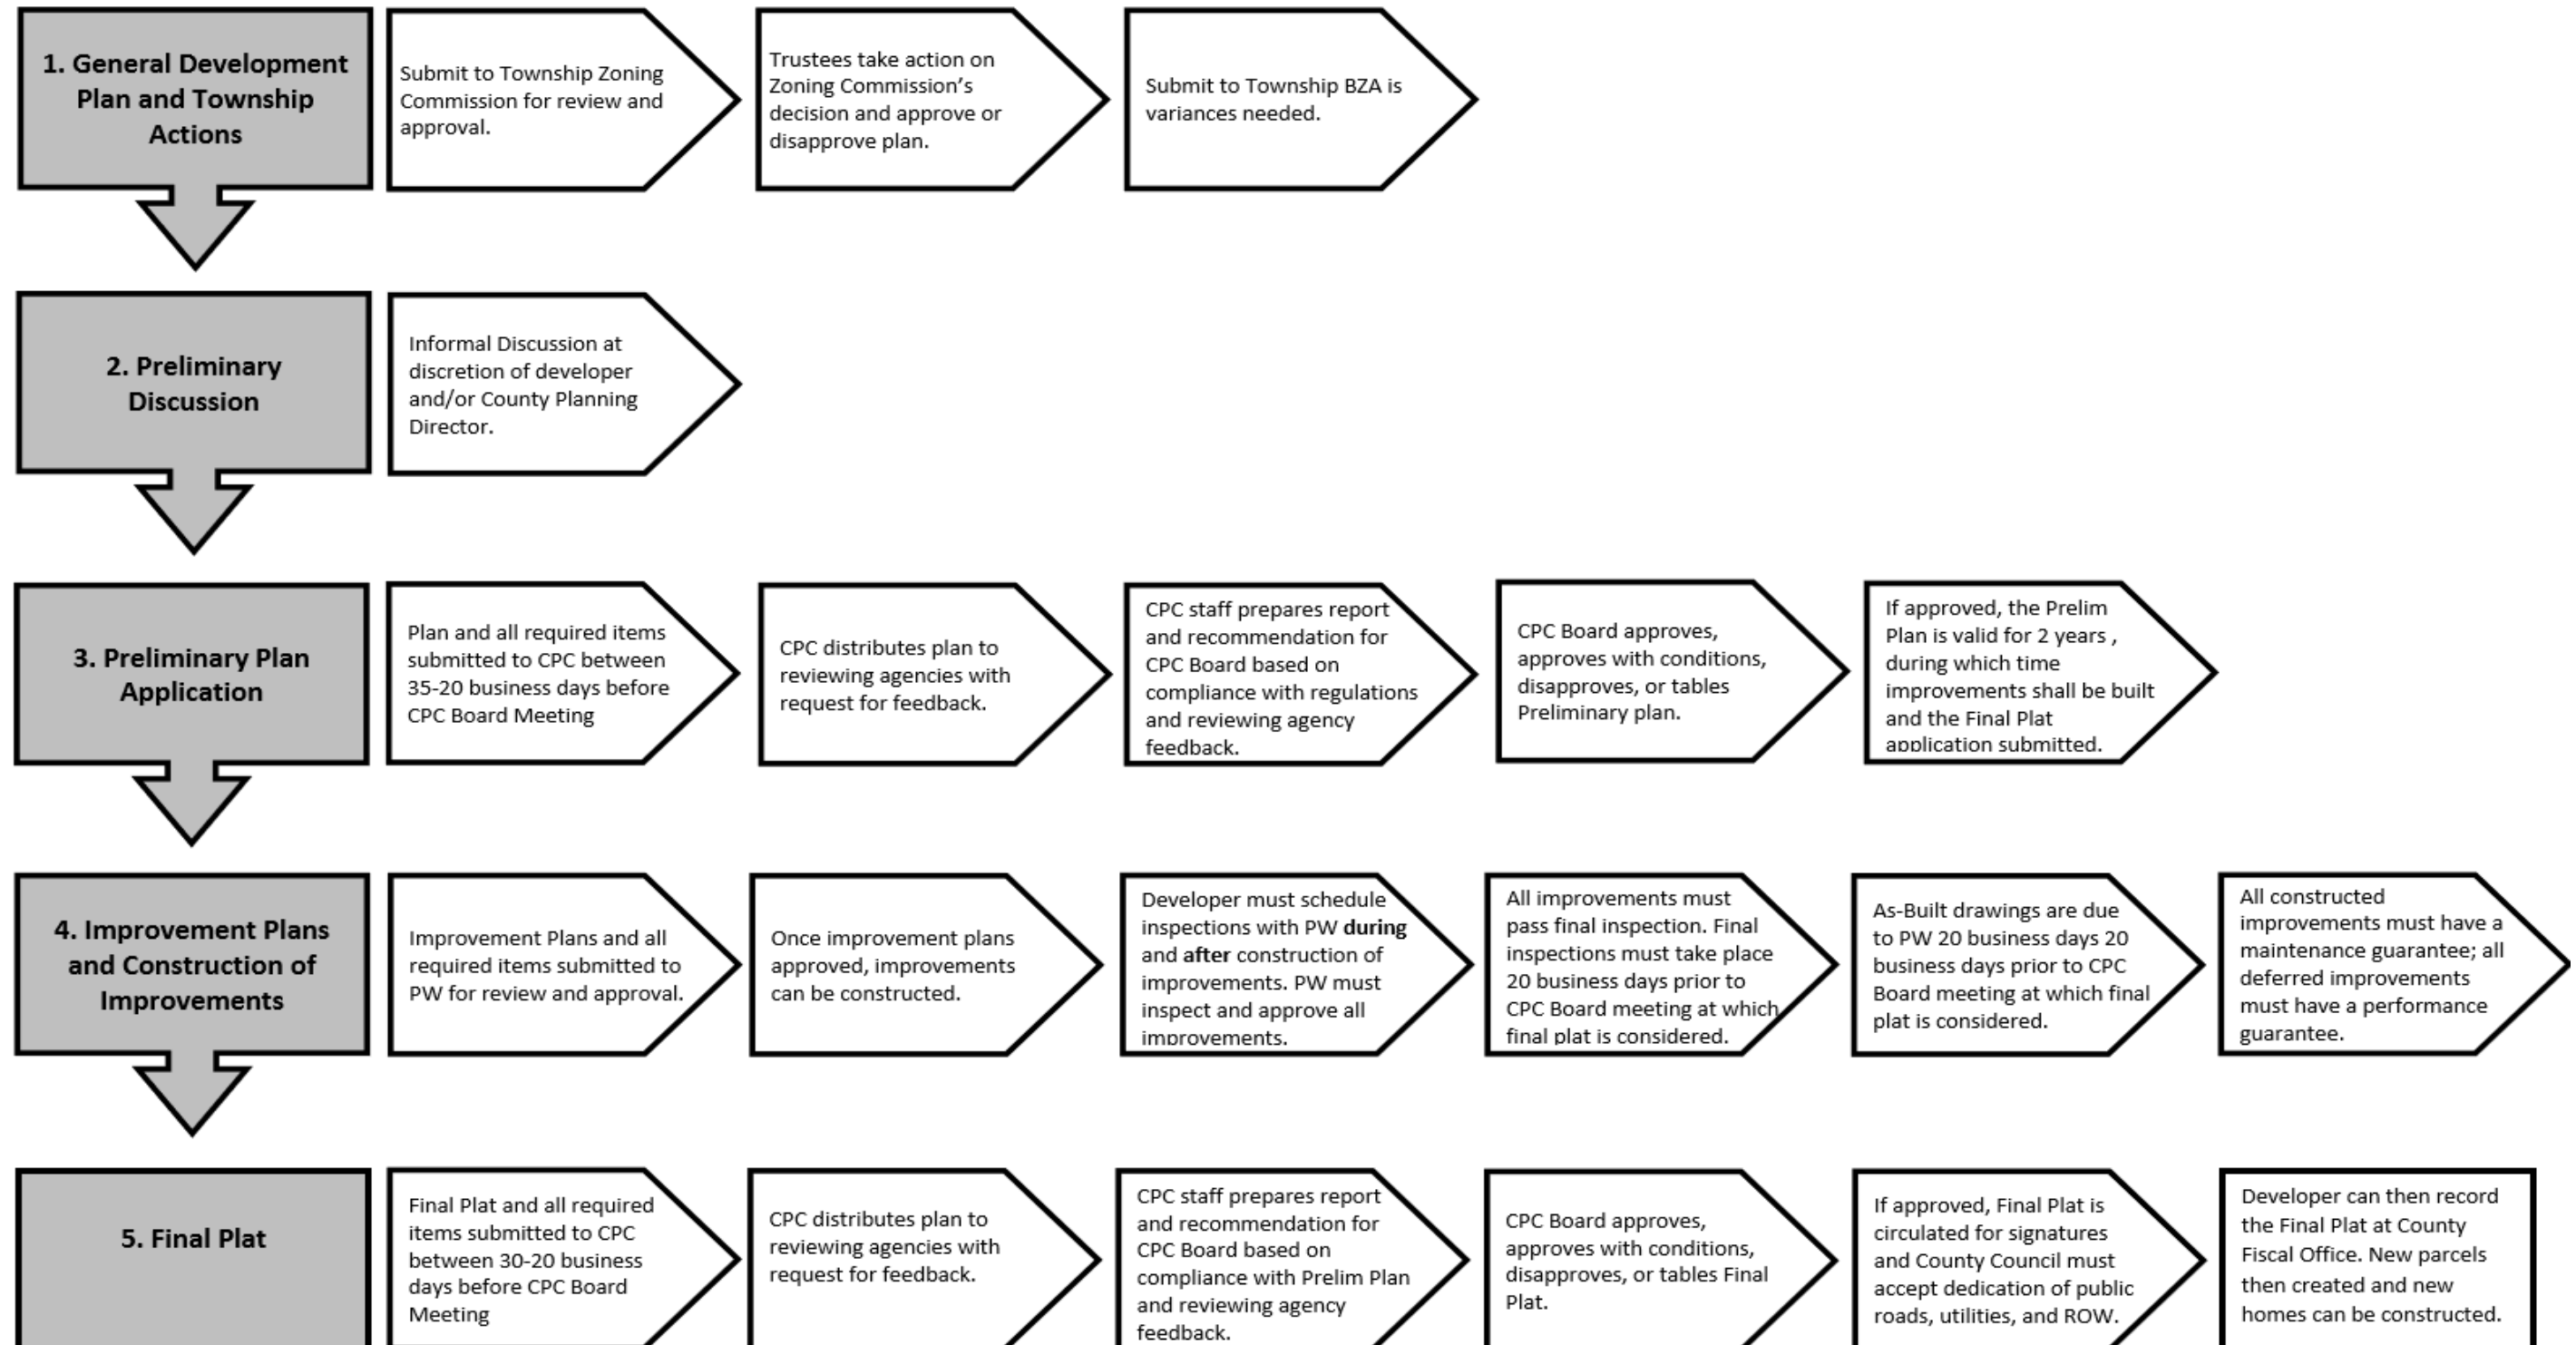 1. General Development
Plan and Township
Actions
Submit to Township Zoning
Commission for review and
approval.
Trustees take action on
Zoning Commission’s
decision and approve or
disapprove plan.
Submit to Township BZA is
variances needed.
2. Preliminary
Discussion
Informal Discussion at
discretion of developer
and/or County Planning
Director.
3. Preliminary Plan
Application
Plan and all required items
submitted to CPC between
35-20 business days before
CPC Board Meeting
CPC distributes plan to
reviewing agencies with
request for feedback.
CPC staff prepares report
and recommendation for
CPC Board based on
compliance with regulations
and reviewing agency
feedback.
CPC Board approves,
approves with conditions,
disapproves, or tables
Preliminary plan.
If approved, the Prelim
Plan is valid for 2 years ,
during which time
improvements shall be built
and the Final Plat
application submitted.
4. Improvement Plans
and Construction of
Improvements
Improvement Plans and all
required items submitted to
PW for review and approval.
Once improvement plans
approved, improvements
can be constructed.
Developer must schedule
inspections with PW during
and after construction of
improvements. PW must
inspect and approve all
improvements.
All improvements must
pass final inspection. Final
inspections must take place
20 business days prior to
CPC Board meeting at which
final plat is considered.
As-Built drawings are due
to PW 20 business days 20
business days prior to CPC
Board meeting at which final
plat is considered.
All constructed
improvements must have a
maintenance guarantee; all
deferred improvements
must have a performance
guarantee.
5. Final Plat
Final Plat and all required
items submitted to CPC
between 30-20 business
days before CPC Board
Meeting
CPC distributes plan to
reviewing agencies with
request for feedback.
CPC staff prepares report
and recommendation for
CPC Board based on
compliance with Prelim Plan
and reviewing agency
feedback.
CPC Board approves,
approves with conditions,
disapproves, or tables Final
Plat.
If approved, Final Plat is
circulated for signatures
and County Council must
accept dedication of public
roads, utilities, and ROW.
Developer can then record
the Final Plat at County
Fiscal Office. New parcels
then created and new
homes can be constructed.